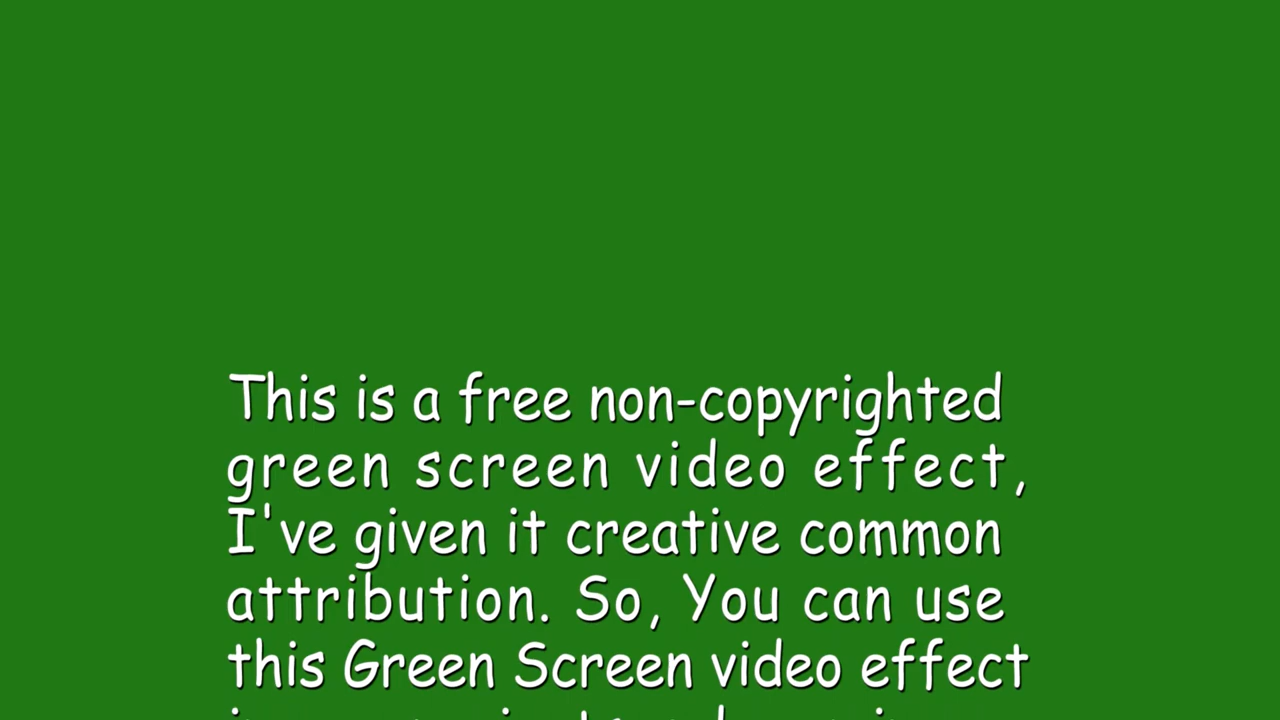 This is a free non-copyrighted
green screen video effect,
I've given it creative common
attribution. So, You can use
this Green Screen video effect